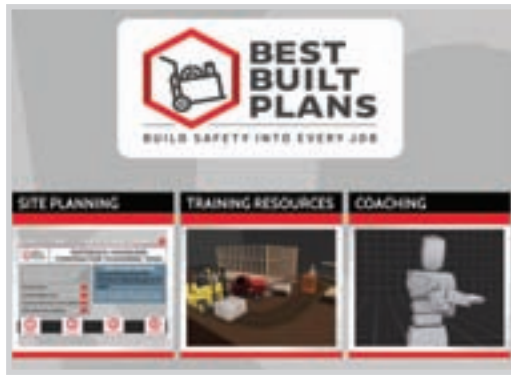 BEST
BUILT
PLANS
BUILD SAFETY INTO EVERY JOB
SITE PLANNING
TRAINING RESOURCES
COACHING